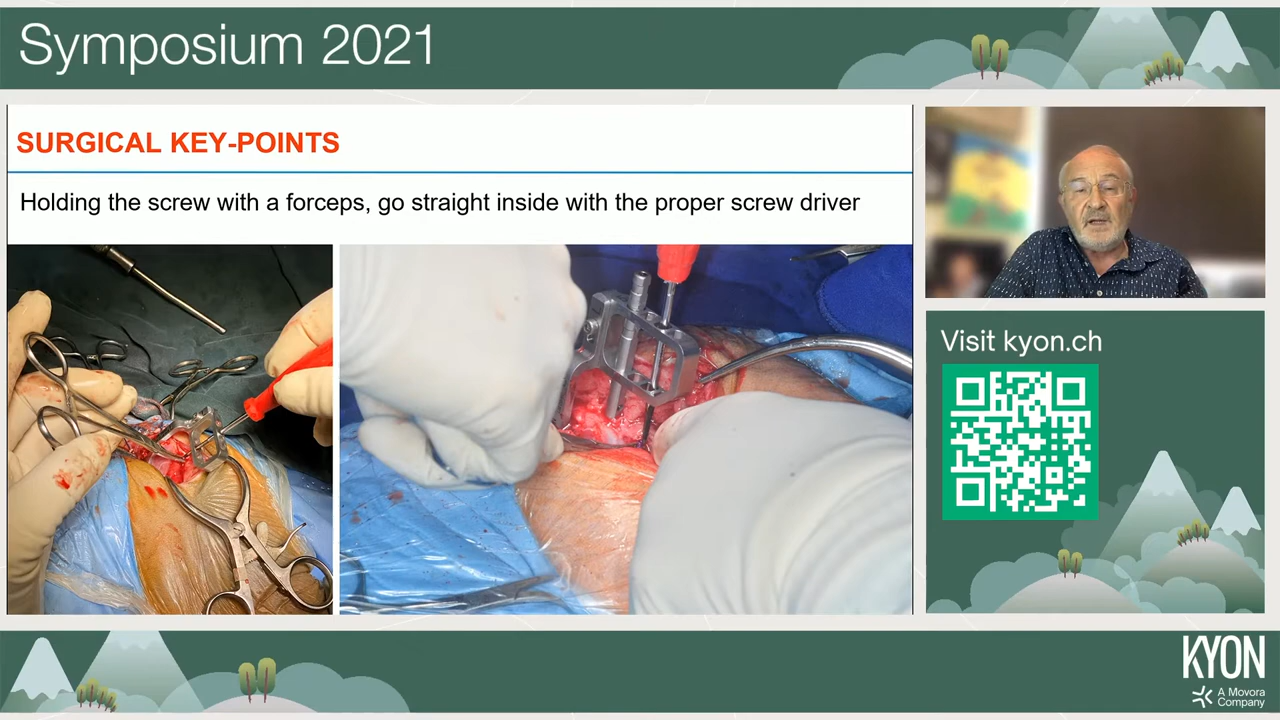 Symposium 2021
SURGICAL KEY-POINTS
Holding the screw with a forceps, go straight inside with the proper screw driver
Visit kyon.ch
KYON
A Movora
Company